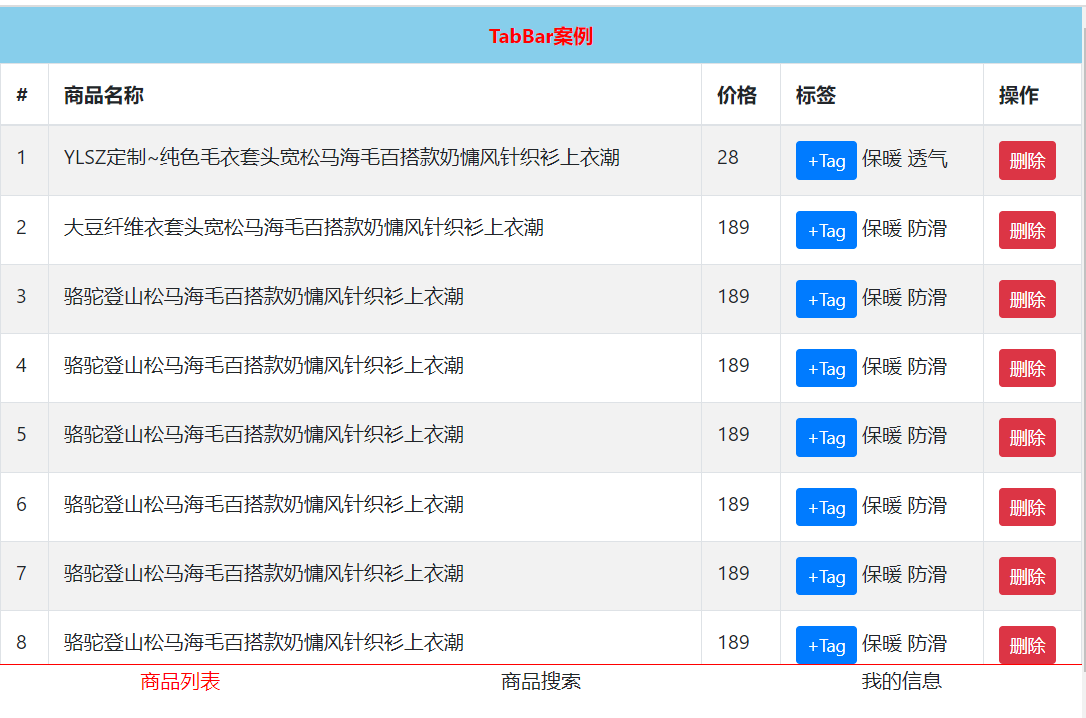 TabBar案例
# 商品名称 价格 标签 操作
1 YLSZ定制~纯色毛衣套头宽松马海毛百搭款奶慵风针织衫上衣潮 28 +Tag 保暖 透气 删除
2 大豆纤维衣套头宽松马海毛百搭款奶慵风针织衫上衣潮 189 +Tag 保暖 防滑 删除
3 骆驼登山松马海毛百搭款奶慵风针织衫上衣潮 189 +Tag 保暖 防滑 删除
4 骆驼登山松马海毛百搭款奶慵风针织衫上衣潮 189 +Tag 保暖 防滑 删除
5 骆驼登山松马海毛百搭款奶慵风针织衫上衣潮 189 +Tag 保暖 防滑 删除
6 骆驼登山松马海毛百搭款奶慵风针织衫上衣潮 189 +Tag 保暖 防滑 删除
7 骆驼登山松马海毛百搭款奶慵风针织衫上衣潮 189 +Tag 保暖 防滑 删除
8 骆驼登山松马海毛百搭款奶慵风针织衫上衣潮 189 +Tag 保暖 防滑 删除
商品列表 商品搜索 我的信息